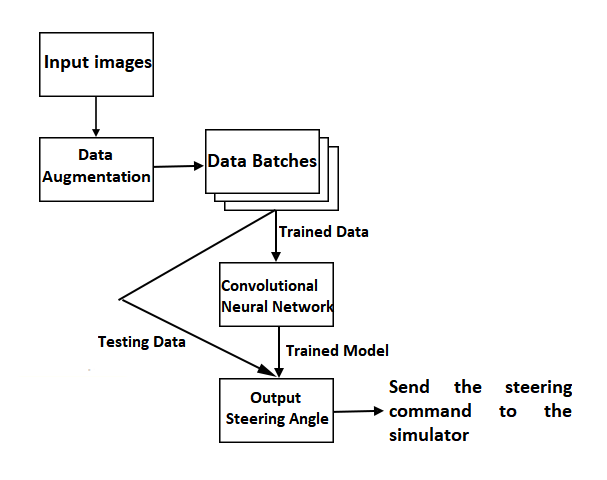 Input images
Data
Augmentation
Data Batches
Trained Data
Convolutional
Neural Network
Testing Data
Trained Model
Output
Steering Angle
Send the steering
command to the
simulator